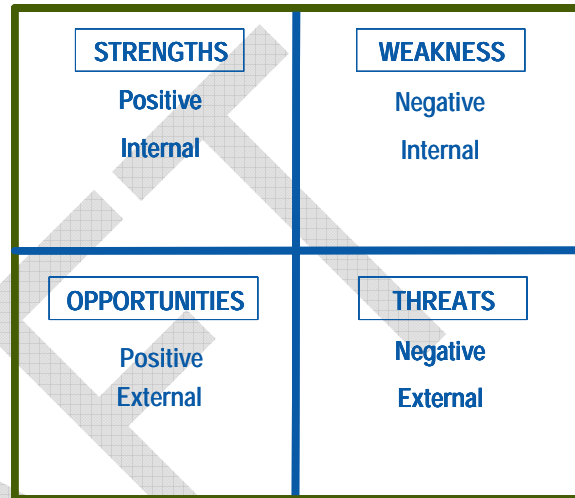 STRENGTHS
Positive
Internal
WEAKNESS
Negative
Internal
OPPORTUNITIES
Positive
External
THREATS
Negative
External